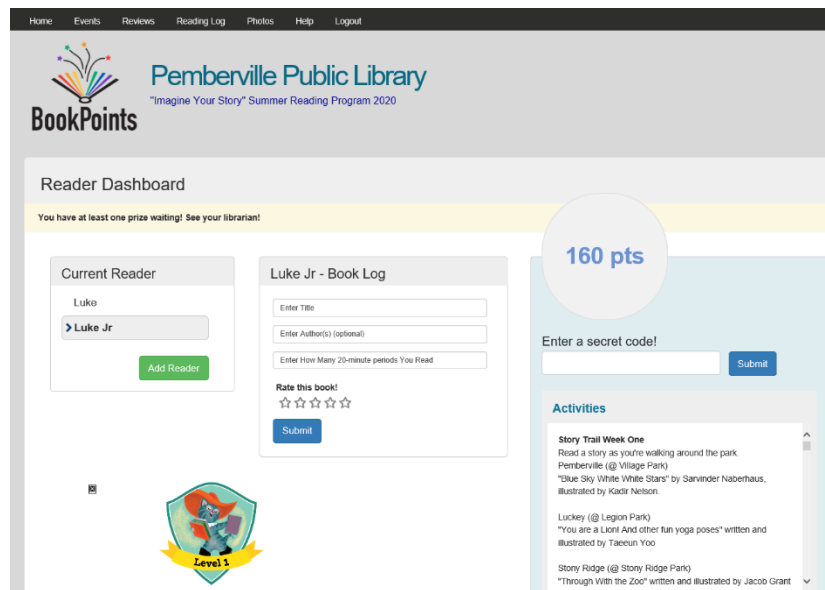 Home Events Reviews Reading Log Photos Help Logout
BookPoints
Pemberville Public Library
"Imagine Your Story" Summer Reading Program 2020
Reader Dashboard
You have at least one prize waiting! See your librarian!
160 pts
Current Reader
Luke
Luke Jr
Add Reader
Luke Jr - Book Log
Enter Title
Enter Author(s) (optional)
Enter How Many 20-minute periods You Read
Rate this book!
Submit
Enter a secret code!
Submit
Activities
Story Trail Week One
Read a story as you're walking around the park.
Pemberville (@ Village Park)
"Blue Sky White White Stars" by Sarvinder Naberhaus,
illustrated by Kadir Nelson.
Luckey (@ Legion Park)
"You are a Lion! And other fun yoga poses" written and
illustrated by Taeeun Yoo
Stony Ridge (@ Stony Ridge Park)
"Through With the Zoo" written and illustrated by Jacob Grant
Level 1